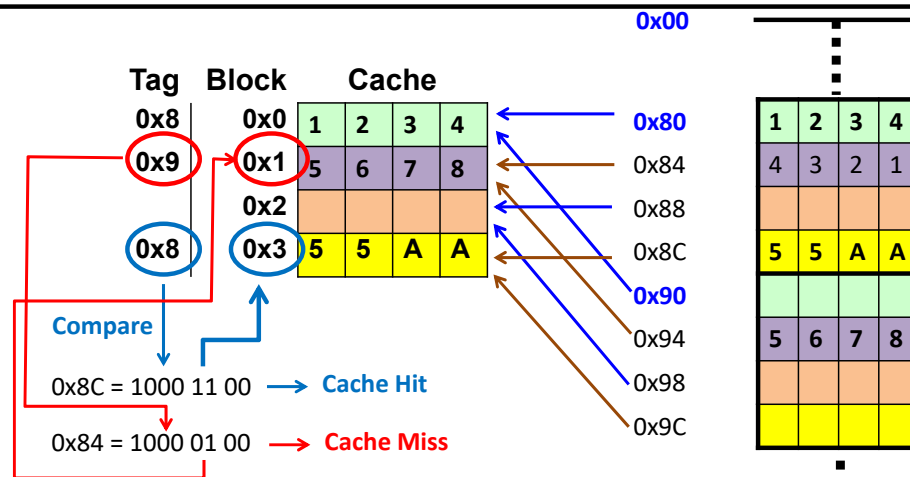 0x00
Tag Block Cache
0x8 0x0 1 2 3 4 0x80 1 2 3 4
0x9 0x1 5 6 7 8 0x84 4 3 2 1
0x2 0x88
0x8 0x3 5 5 A A 0x8C 5 5 A A
0x90
Compare 0x94 5 6 7 8
0x8C = 1000 11 00 Cache Hit 0x98
0x84 = 1000 01 00 Cache Miss 0x9C